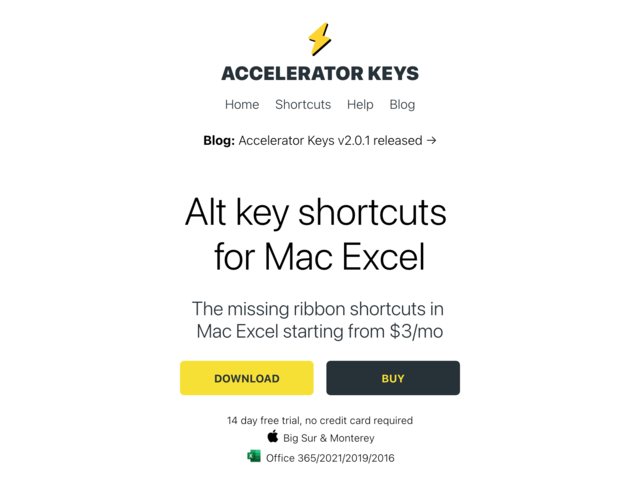 ACCELERATOR KEYS
Home Shortcuts Help Blog
Blog: Accelerator Keys v2.0.1 released →
Alt key shortcuts
for Mac Excel
The missing ribbon shortcuts in
Mac Excel starting from $3/mo
DOWNLOAD BUY
14 day free trial, no credit card required
Big Sur & Monterey
Office 365/2021/2019/2016